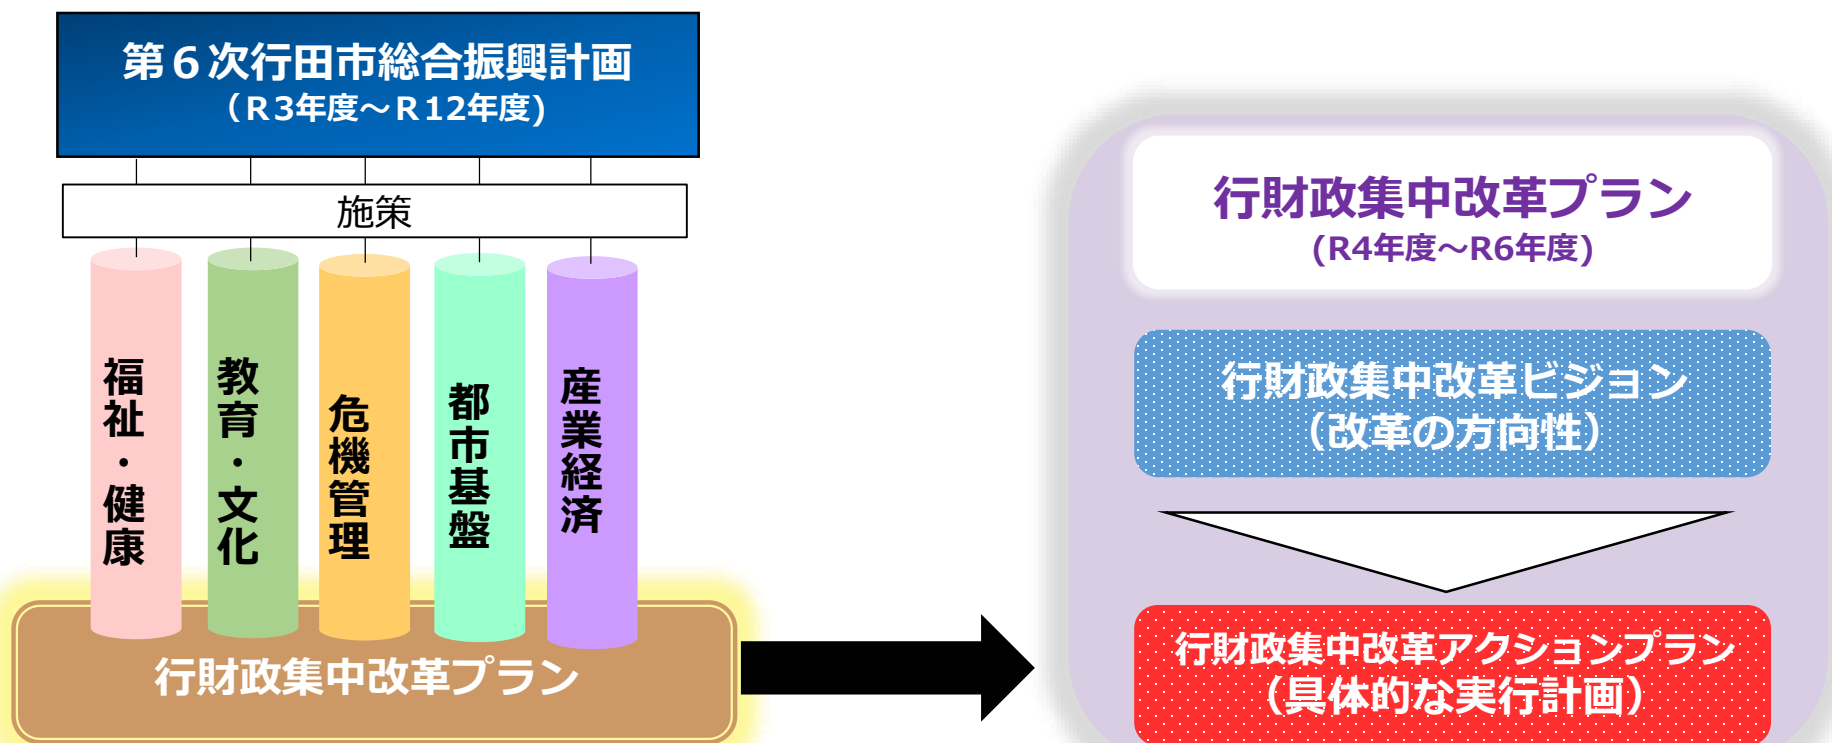 第６次行田市総合振興計画
（Ｒ3年度～Ｒ12年度)
施策
福祉・健康
教育・文化
危機管理
都市基盤
産業経済
行財政集中改革プラン
行財政集中改革プラン
(R4年度～R6年度)
行財政集中改革ビジョン
（改革の方向性）
行財政集中改革アクションプラン
（具体的な実行計画）